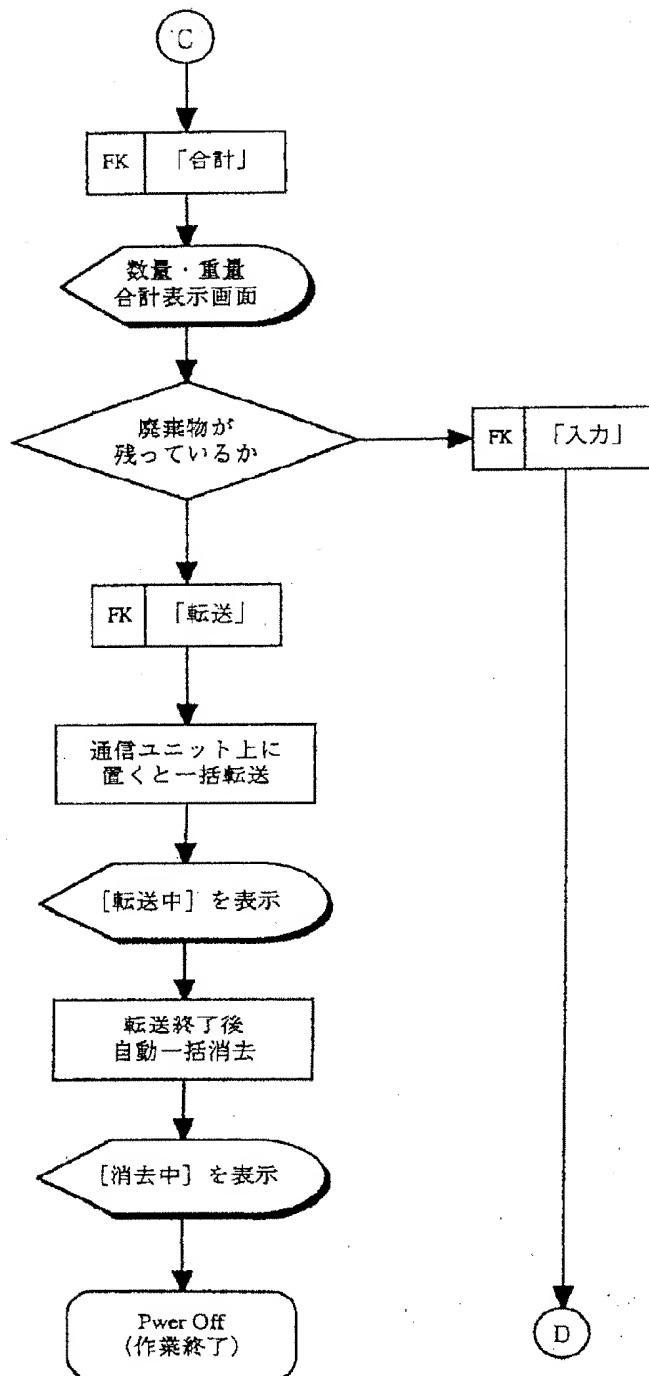 C
FK 「合計」
数量・重量
合計表示画面
廃棄物が
残っているか
FK 「入力」
FK 「転送」
通信ユニット上に
置くと一括転送
[転送中] を表示
転送終了後
自動一括消去
[消去中] を表示
Pwer Off
(作業終了)
D